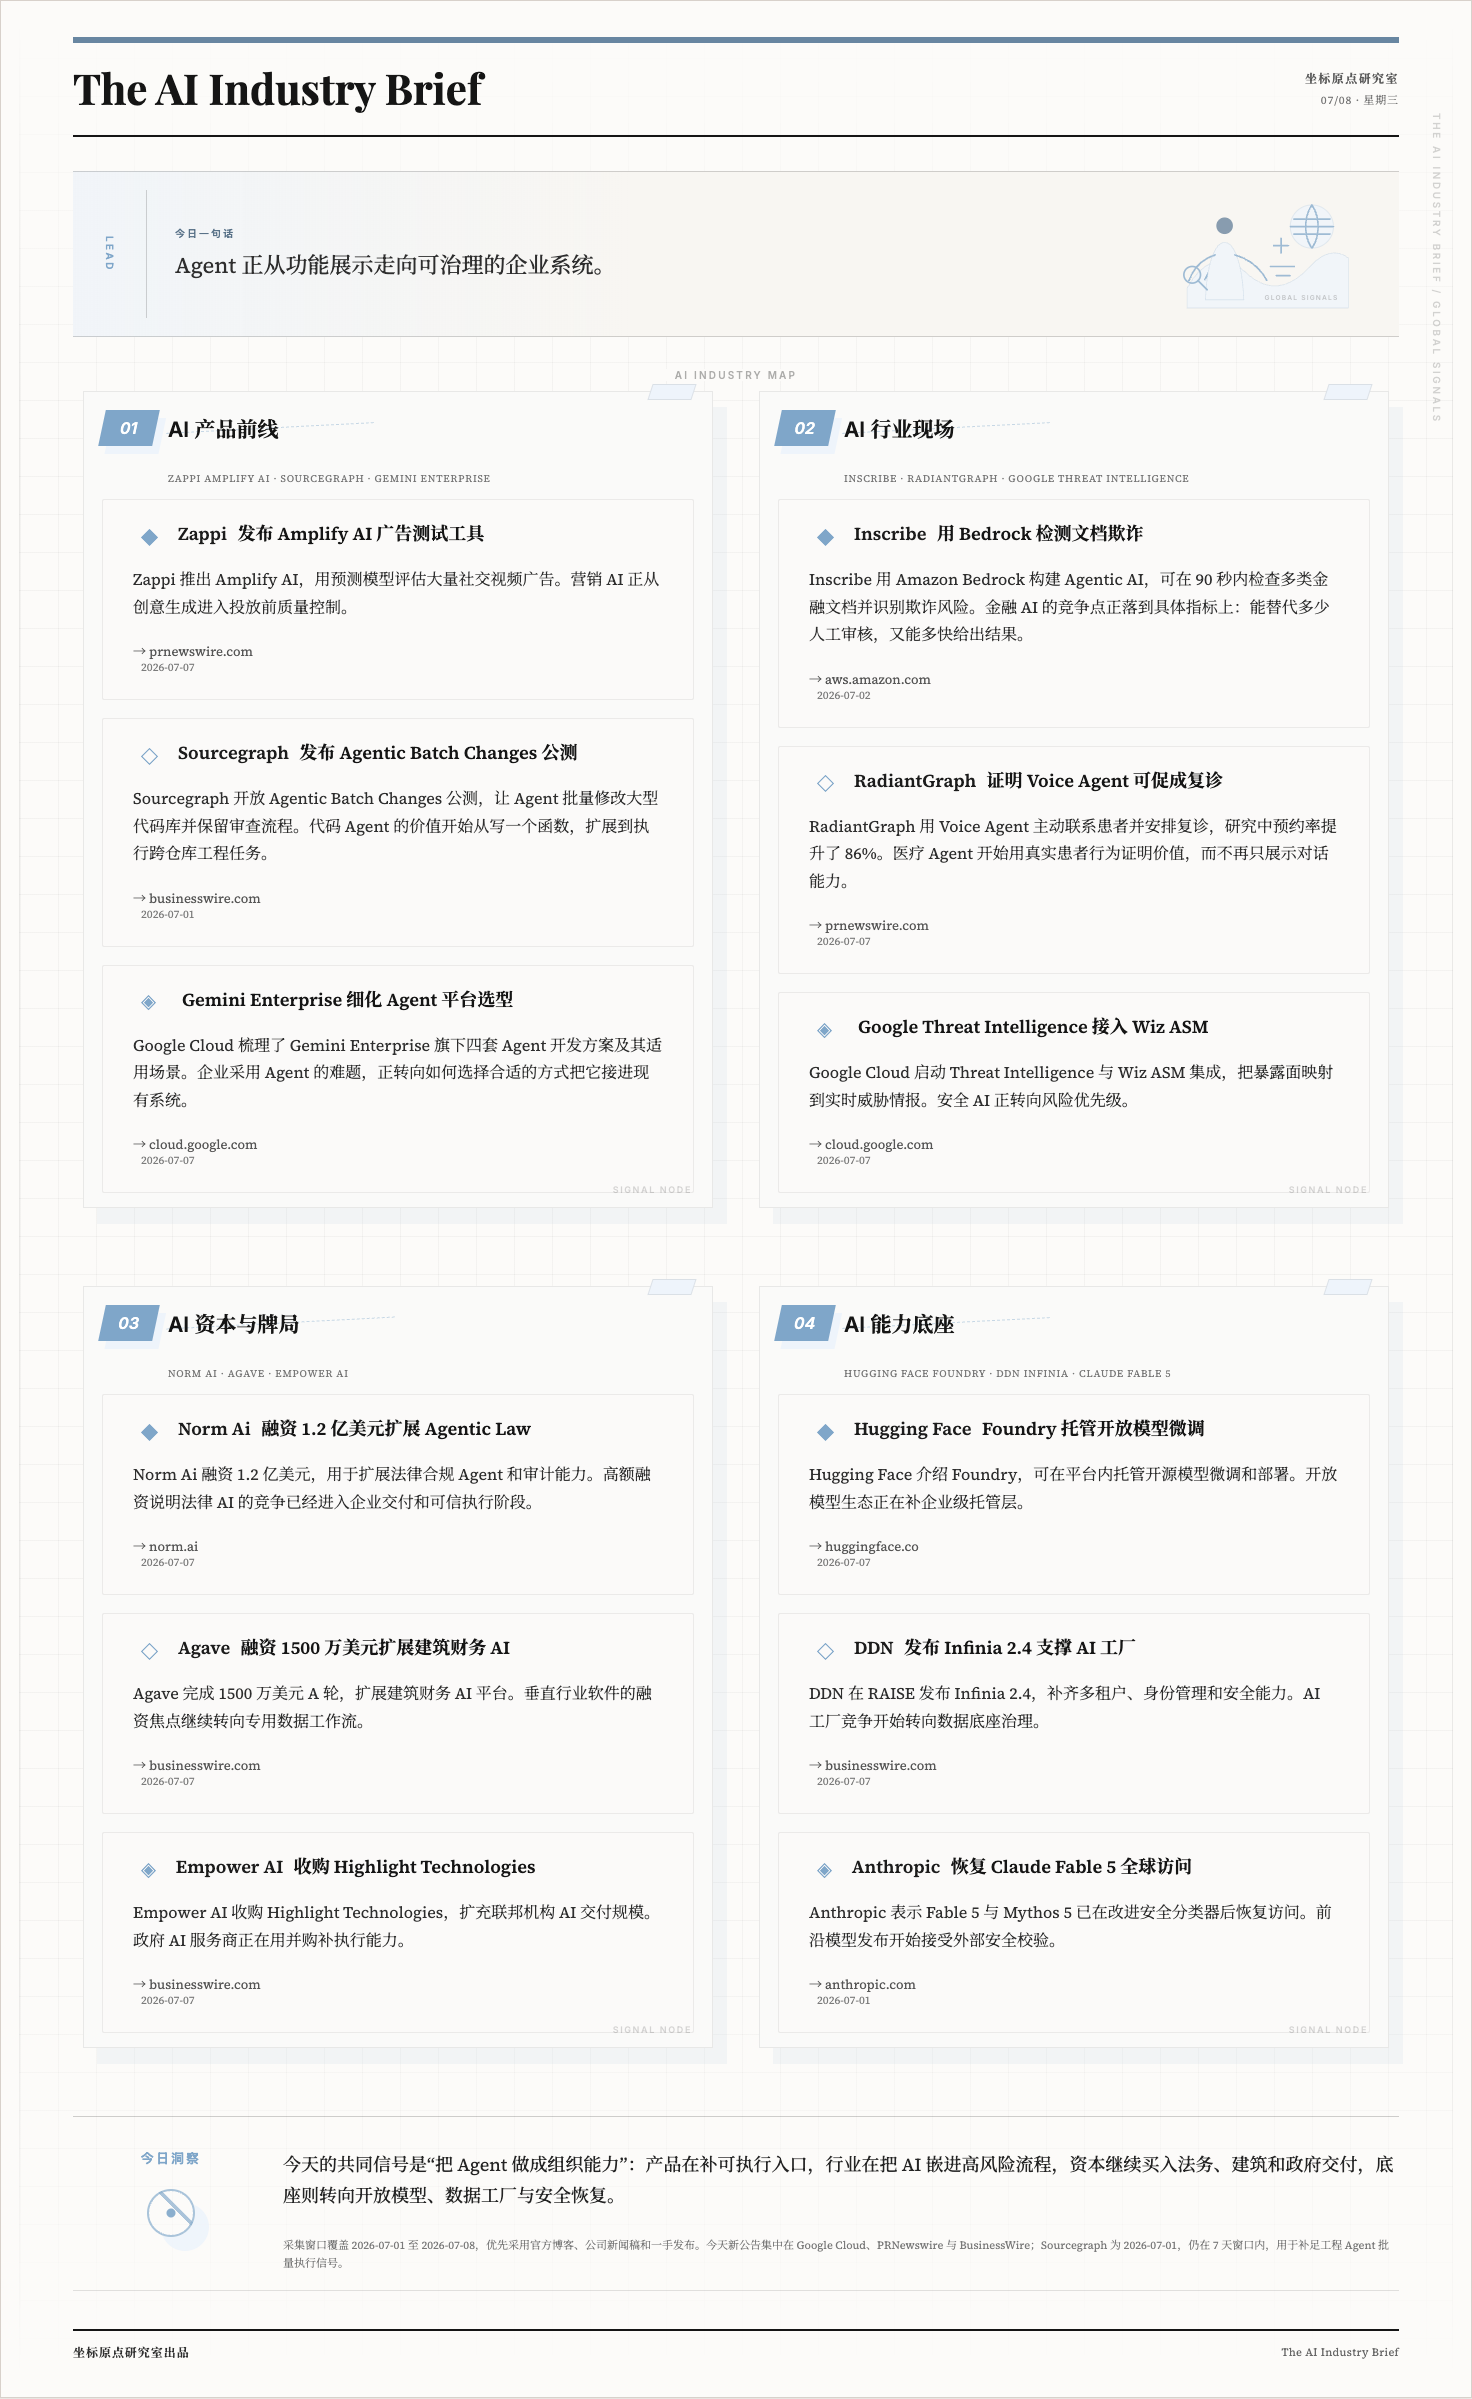 The AI Industry Brief
坐标原点研究室
07/08 · 星期三
THE AI INDUSTRY BRIEF / GLOBAL SIGNALS
LEAD
今日一句话
Agent 正从功能展示走向可治理的企业系统。
GLOBAL SIGNALS
AI INDUSTRY MAP
01 AI 产品前线
ZAPPI AMPLIFY AI · SOURCEGRAPH · GEMINI ENTERPRISE
◆ Zappi 发布 Amplify AI 广告测试工具
Zappi 推出 Amplify AI，用预测模型评估大量社交视频广告。营销 AI 正从
创意生成进入投放前质量控制。
→ prnewswire.com
2026-07-07
◇ Sourcegraph 发布 Agentic Batch Changes 公测
Sourcegraph 开放 Agentic Batch Changes 公测，让 Agent 批量修改大型
代码库并保留审查流程。代码 Agent 的价值开始从写一个函数，扩展到执
行跨仓库工程任务。
→ businesswire.com
2026-07-01
◈ Gemini Enterprise 细化 Agent 平台选型
Google Cloud 梳理了 Gemini Enterprise 旗下四套 Agent 开发方案及其适
用场景。企业采用 Agent 的难题，正转向如何选择合适的方式把它接进现
有系统。
→ cloud.google.com
2026-07-07
SIGNAL NODE
02 AI 行业现场
INSCRIBE · RADIANTGRAPH · GOOGLE THREAT INTELLIGENCE
◆ Inscribe 用 Bedrock 检测文档欺诈
Inscribe 用 Amazon Bedrock 构建 Agentic AI，可在 90 秒内检查多类金
融文档并识别欺诈风险。金融 AI 的竞争点正落到具体指标上：能替代多少
人工审核，又能多快给出结果。
→ aws.amazon.com
2026-07-02
◇ RadiantGraph 证明 Voice Agent 可促成复诊
RadiantGraph 用 Voice Agent 主动联系患者并安排复诊，研究中预约率提
升了 86%。医疗 Agent 开始用真实患者行为证明价值，而不再只展示对话
能力。
→ prnewswire.com
2026-07-07
◈ Google Threat Intelligence 接入 Wiz ASM
Google Cloud 启动 Threat Intelligence 与 Wiz ASM 集成，把暴露面映射
到实时威胁情报。安全 AI 正转向风险优先级。
→ cloud.google.com
2026-07-07
SIGNAL NODE
03 AI 资本与牌局
NORM AI · AGAVE · EMPOWER AI
◆ Norm Ai 融资 1.2 亿美元扩展 Agentic Law
Norm Ai 融资 1.2 亿美元，用于扩展法律合规 Agent 和审计能力。高额融
资说明法律 AI 的竞争已经进入企业交付和可信执行阶段。
→ norm.ai
2026-07-07
◇ Agave 融资 1500 万美元扩展建筑财务 AI
Agave 完成 1500 万美元 A 轮，扩展建筑财务 AI 平台。垂直行业软件的融
资焦点继续转向专用数据工作流。
→ businesswire.com
2026-07-07
◈ Empower AI 收购 Highlight Technologies
Empower AI 收购 Highlight Technologies，扩充联邦机构 AI 交付规模。
政府 AI 服务商正在用并购补执行能力。
→ businesswire.com
2026-07-07
SIGNAL NODE
04 AI 能力底座
HUGGING FACE FOUNDRY · DDN INFINIA · CLAUDE FABLE 5
◆ Hugging Face Foundry 托管开放模型微调
Hugging Face 介绍 Foundry，可在平台内托管开源模型微调和部署。开放
模型生态正在补企业级托管层。
→ huggingface.co
2026-07-07
◇ DDN 发布 Infinia 2.4 支撑 AI 工厂
DDN 在 RAISE 发布 Infinia 2.4，补齐多租户、身份管理和安全能力。AI
工厂竞争开始转向数据底座治理。
→ businesswire.com
2026-07-07
◈ Anthropic 恢复 Claude Fable 5 全球访问
Anthropic 表示 Fable 5 与 Mythos 5 已在改进安全分类器后恢复访问。前
沿模型发布开始接受外部安全校验。
→ anthropic.com
2026-07-01
SIGNAL NODE
今日洞察
今天的共同信号是“把 Agent 做成组织能力”：产品在补可执行入口，行业在把 AI 嵌进高风险流程，资本继续买入法务、建筑和政府交付，底
座则转向开放模型、数据工厂与安全恢复。
采集窗口覆盖 2026-07-01 至 2026-07-08，优先采用官方博客、公司新闻稿和一手发布。今天新公告集中在 Google Cloud、PRNewswire 与 BusinessWire；Sourcegraph 为 2026-07-01，仍在 7 天窗口内，用于补足工程 Agent 批
量执行信号。
坐标原点研究室出品
The AI Industry Brief